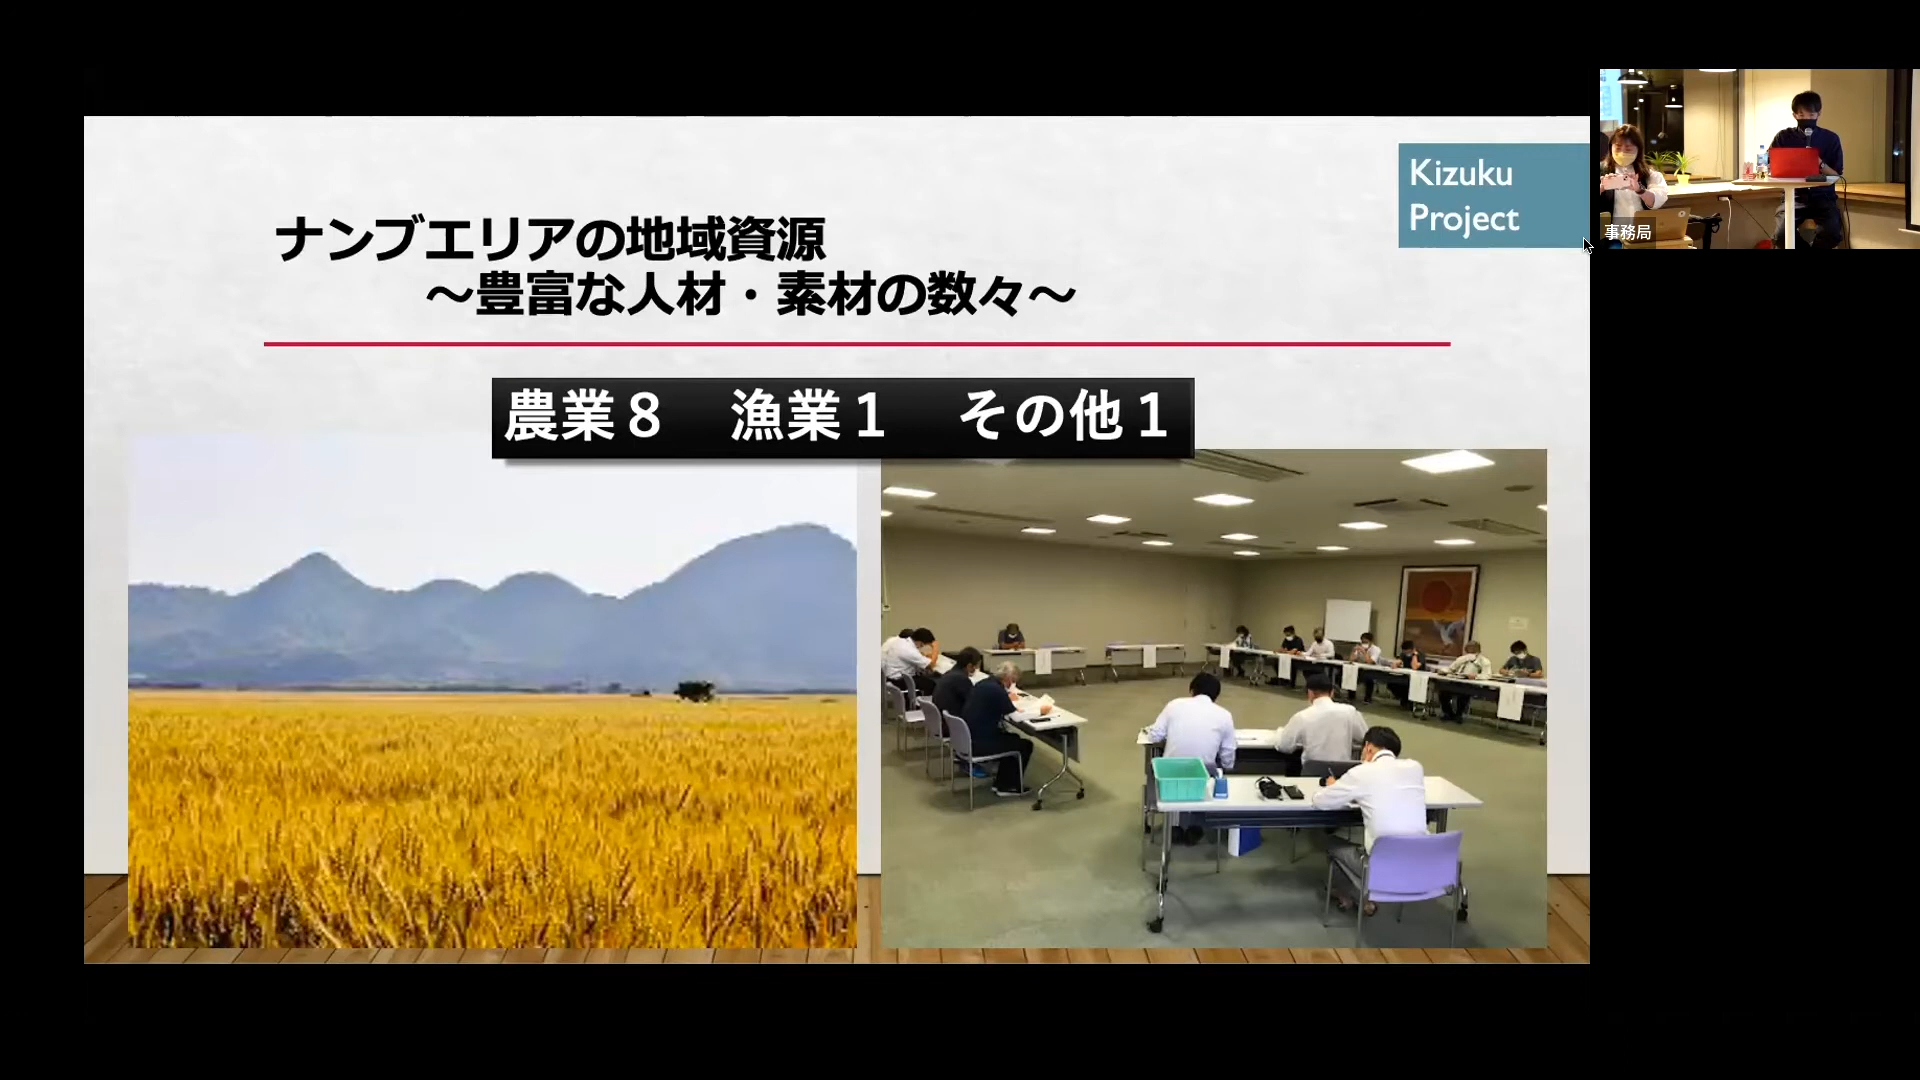 Kizuku
Project
ナンブエリアの地域資源
～豊富な人材・素材の数々～
農業８　漁業１　その他１
事務局